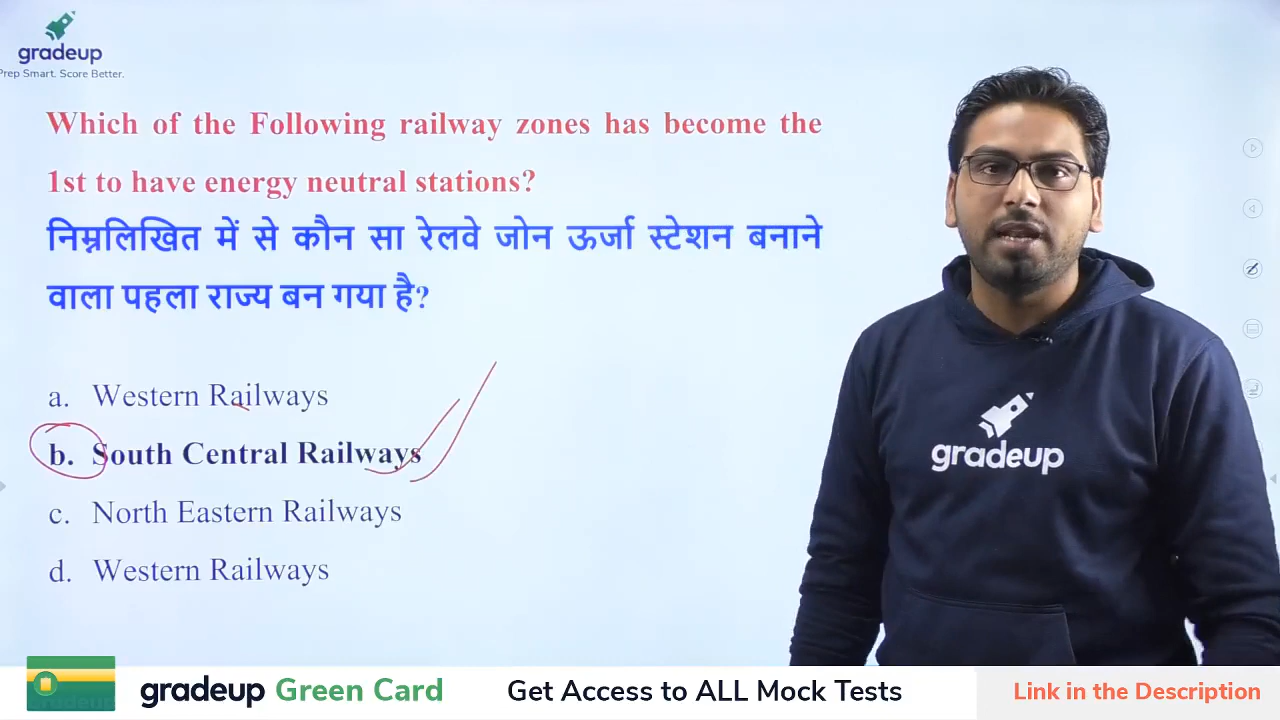 gradeup
Prep Smart. Score Better.
Which of the Following railway zones has become the
1st to have energy neutral stations?
निम्नलिखित में से कौन सा रेलवे जोन ऊर्जा स्टेशन बनाने
वाला पहला राज्य बन गया है?
a. Western Railways
b. South Central Railways
c. North Eastern Railways
d. Western Railways
gradeup
gradeup Green Card
Get Access to ALL Mock Tests
Link in the Description